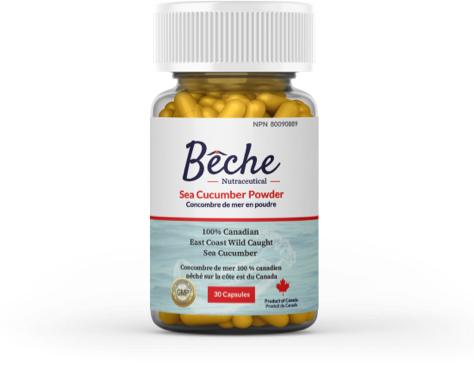 NPN 80090889
Bêche
Nutraceutical
Sea Cucumber Powder
Concombre de mer en poudre
100% Canadian
East Coast Wild Caught
Sea Cucumber
Concombre de mer 100 % canadien
pêché sur la côte est du Canada
GMP
30 Capsules
Product of Canada
Produit du Canada